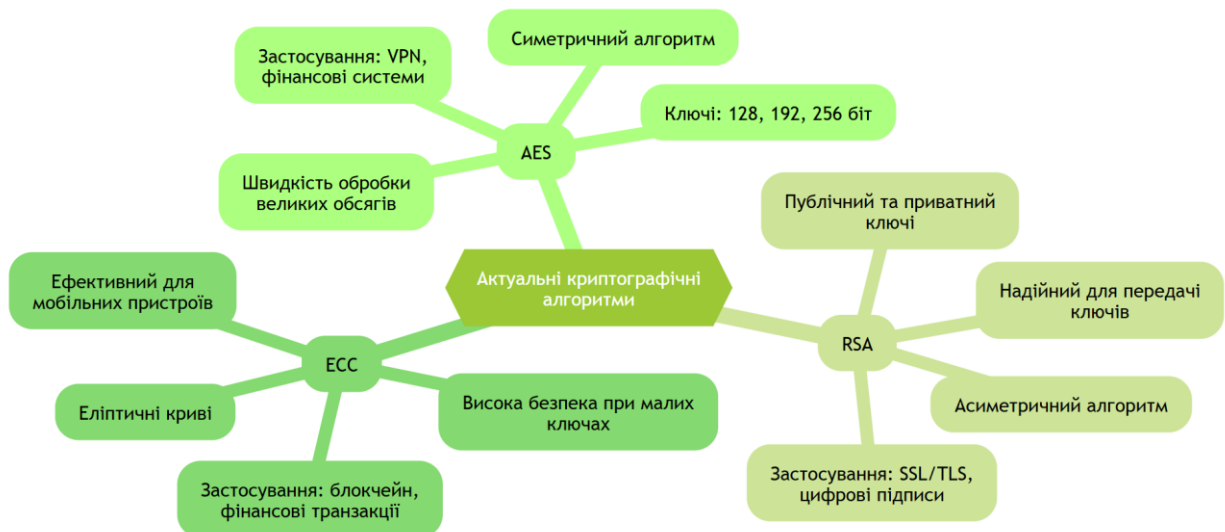 Актуальні криптографічні
алгоритми
AES
Симетричний алгоритм
Ключі: 128, 192, 256 біт
Застосування: VPN,
фінансові системи
Швидкість обробки
великих обсягів
RSA
Публічний та приватний
ключі
Надійний для передачі
ключів
Асиметричний алгоритм
Застосування: SSL/TLS,
цифрові підписи
ECC
Ефективний для
мобільних пристроїв
Еліптичні криві
Висока безпека при малих
ключах
Застосування: блокчейн,
фінансові транзакції